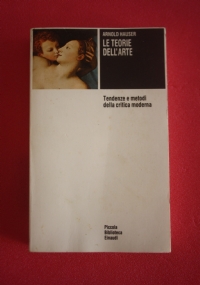 ARNOLD HAUSER
LE TEORIE
DELL'ARTE
Tendenze e metodi
della critica moderna
Piccola
Biblioteca
Einaudi